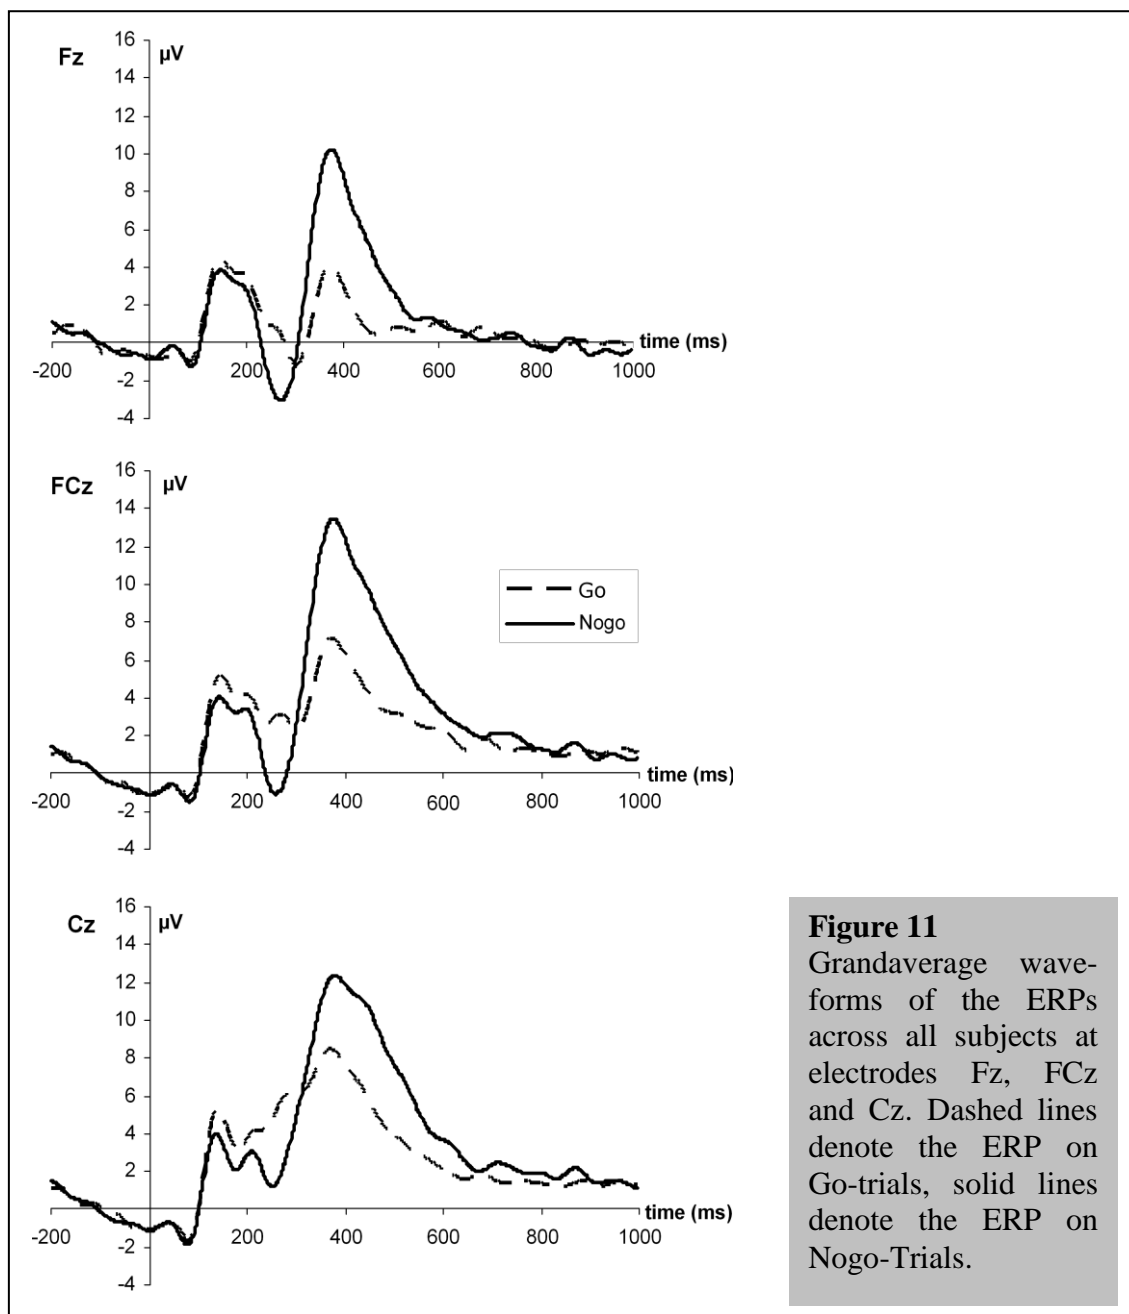 16
Fz
µV
14
12
10
8
6
4
2
time (ms)
-200
200
400
600
800
1000
-2
-4
16
FCz
µV
14
12
10
8
6
4
2
time (ms)
-200
200
400
600
800
1000
-2
-4
Go
Nogo
16
Cz
µV
14
12
10
8
6
4
2
time (ms)
-200
200
400
600
800
1000
-2
-4
Figure 11
Grandaverage wave-
forms of the ERPs
across all subjects at
electrodes Fz, FCz
and Cz. Dashed lines
denote the ERP on
Go-trials, solid lines
denote the ERP on
Nogo-Trials.